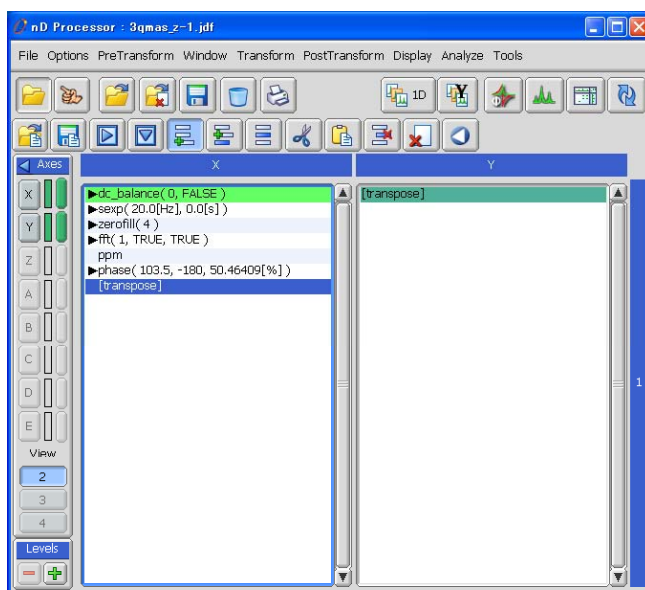 nD Processor : 3qmas_z-1.jdf
File Options PreTransform Window Transform PostTransform Display Analyze Tools
1D
Axes X Y
X
Y
Z
A
B
C
D
E
View
2
3
4
Levels
▶dc_balance( 0, FALSE )
▶sexp( 20.0[Hz], 0.0[s] )
▶zerofill( 4 )
▶fft( 1, TRUE, TRUE )
ppm
▶phase( 103.5, -180, 50.46409[%] )
[transpose]
[transpose]
1